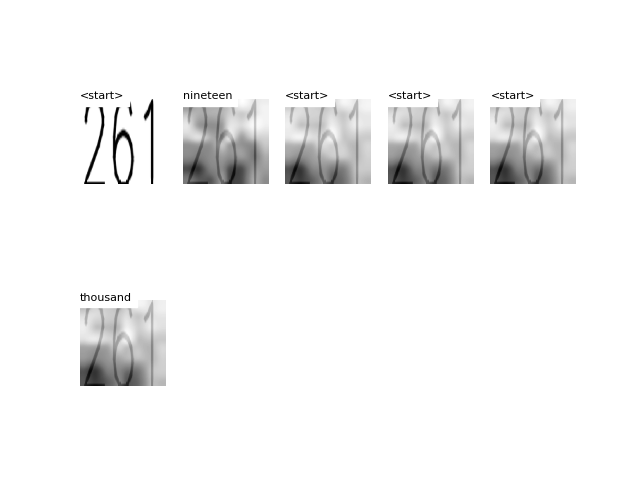 <start> nineteen <start> <start> <start>
261 261 261 261 261
thousand
261